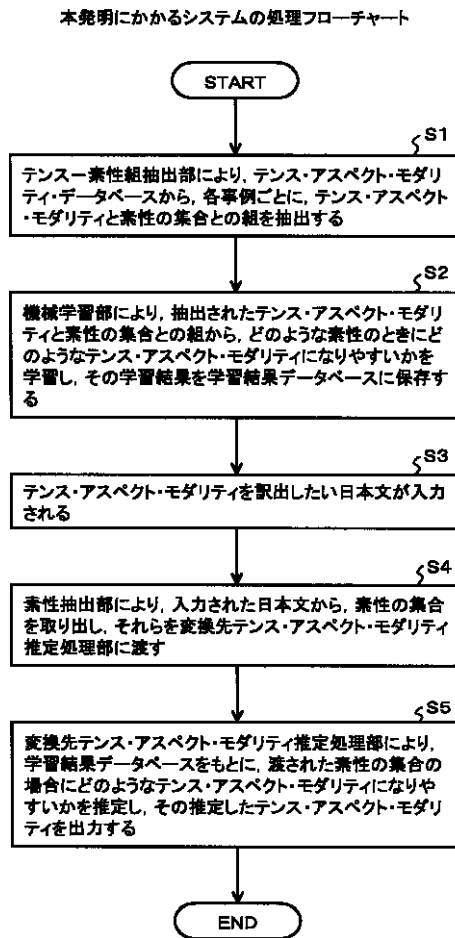 本発明にかかるシステムの処理フローチャート
START
S1
テンスー素性組抽出部により，テンス・アスペクト・モダリ
ティ・データベースから，各事例ごとに，テンス・アスペクト
・モダリティと素性の集合との組を抽出する
S2
機械学習部により，抽出されたテンス・アスペクト・モダリ
ティと素性の集合との組から，どのような素性のときにど
のようなテンス・アスペクト・モダリティになりやすいかを
学習し，その学習結果を学習結果データベースに保存す
る
S3
テンス・アスペクト・モダリティを訳出したい日本文が入力
される
S4
素性抽出部により，入力された日本文から，素性の集合
を取り出し，それらを変換先テンス・アスペクト・モダリティ
推定処理部に渡す
S5
変換先テンス・アスペクト・モダリティ推定処理部により，
学習結果データベースをもとに，渡された素性の集合の
場合にどのようなテンス・アスペクト・モダリティになりや
すいかを推定し，その推定したテンス・アスペクト・モダリ
ティを出力する
END